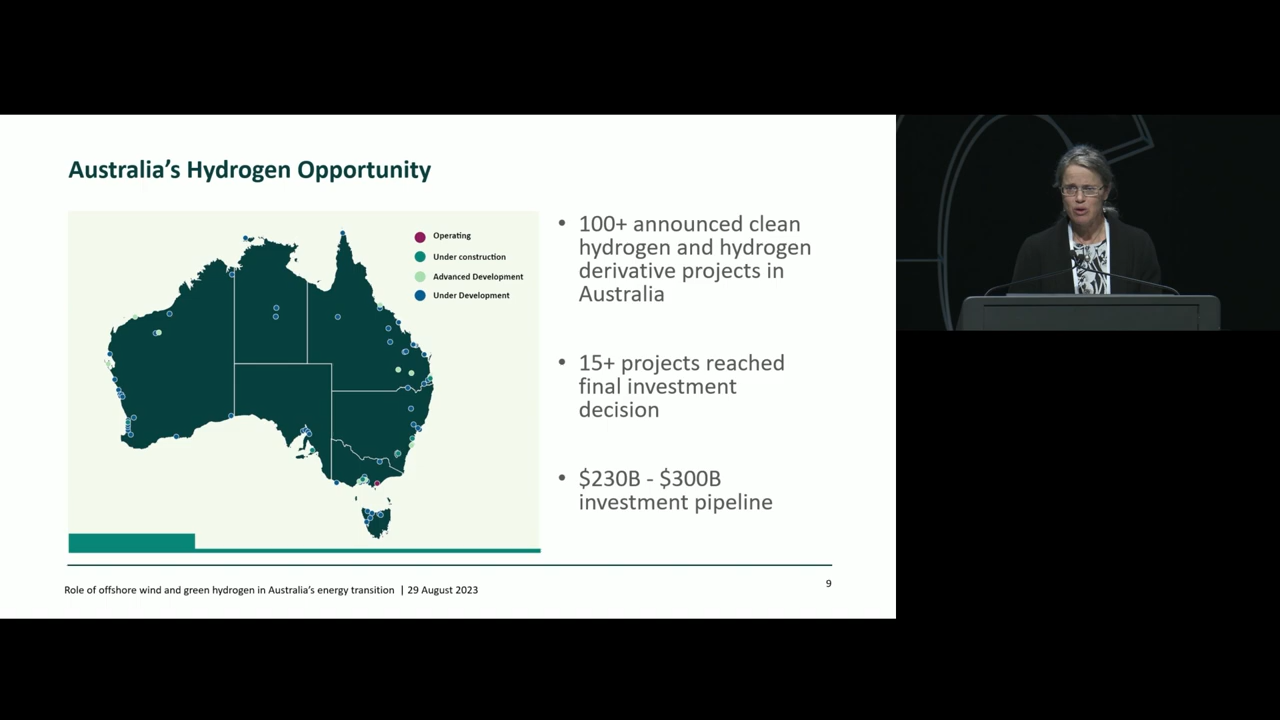 Australia's Hydrogen Opportunity
Operating
Under construction
Advanced Development
Under Development
• 100+ announced clean
hydrogen and hydrogen
derivative projects in
Australia
• 15+ projects reached
final investment
decision
• $230B - $300B
investment pipeline
Role of offshore wind and green hydrogen in Australia's energy transition | 29 August 2023
9